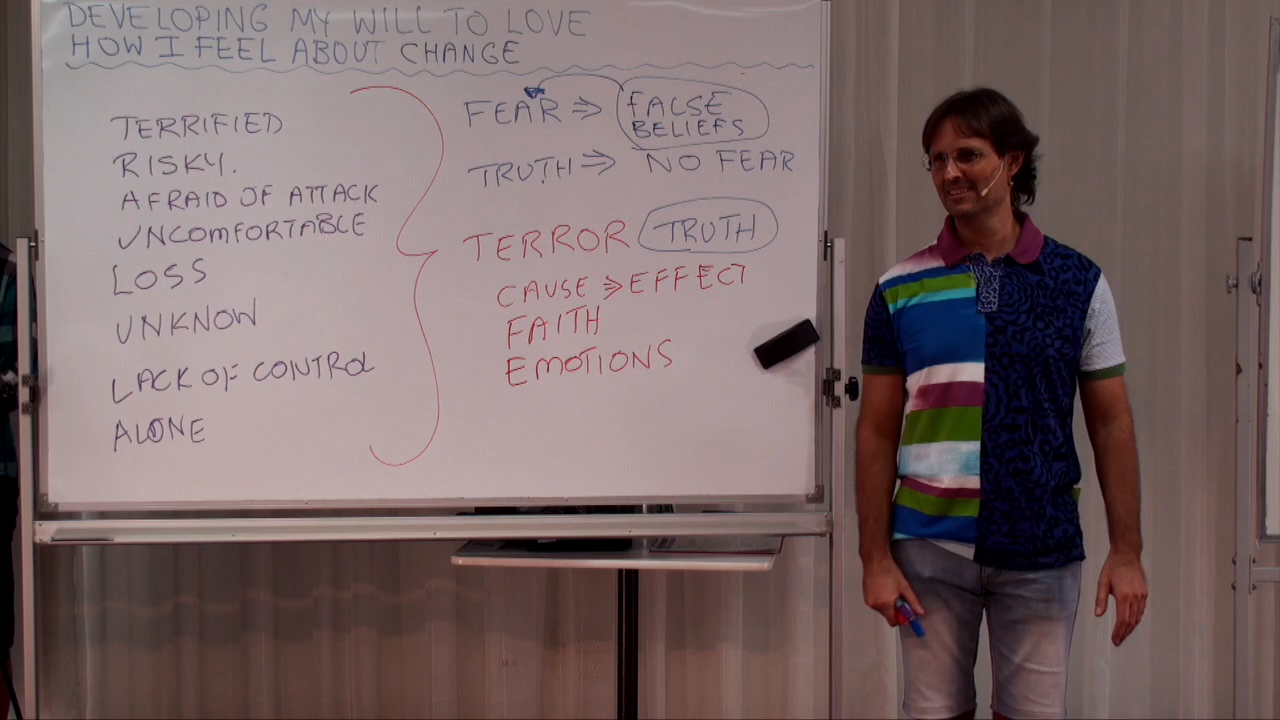 DEVELOPING MY WILL TO LOVE
HOW I FEEL ABOUT CHANGE
TERRIFIED
RISKY.
AFRAID OF ATTACK
UNCOMFORTABLE
LOSS
UNKNOW
LACK OF CONTROL
ALONE
FEAR ⇒ FALSE
BELIEFS
TRUTH ⇒ NO FEAR
TERROR TRUTH
CAUSE ⇒ EFFECT
FAITH
EMOTIONS